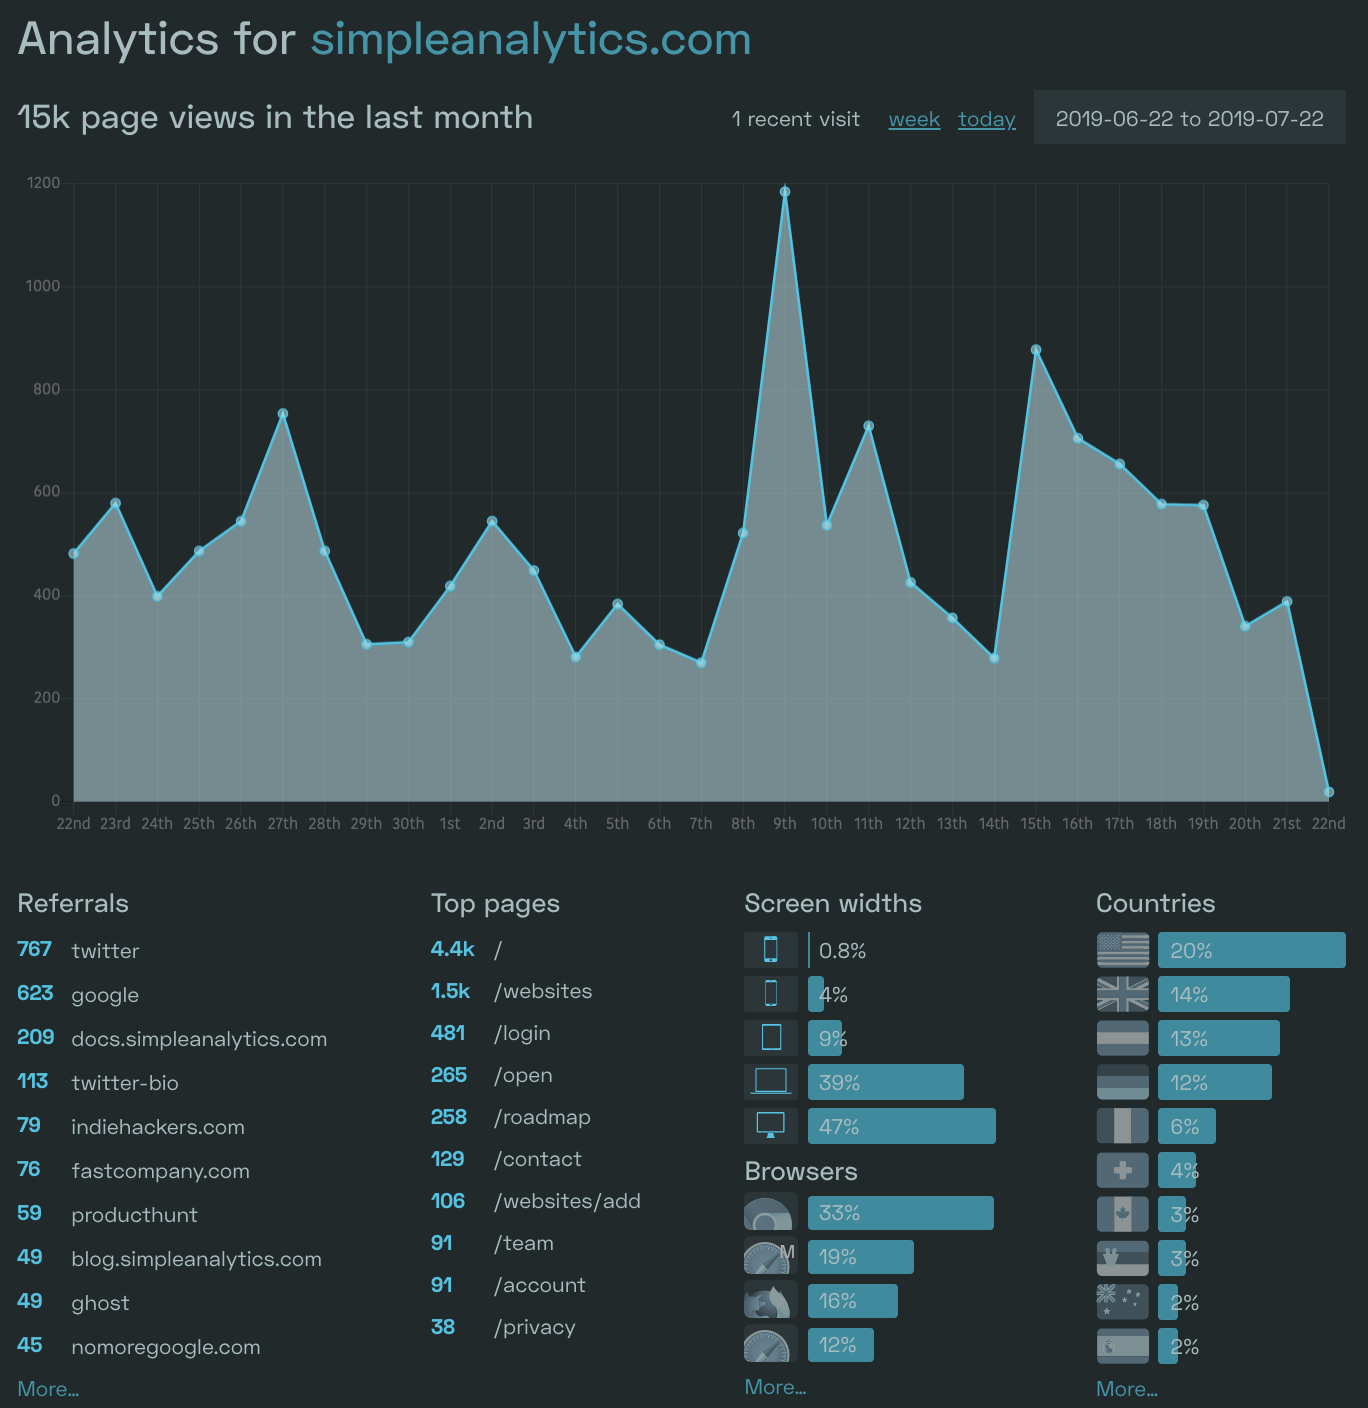 Analytics for simpleanalytics.com
15k page views in the last month
1 recent visit week today 2019-06-22 to 2019-07-22
1200
1000
800
600
400
200
0
22nd 23rd 24th 25th 26th 27th 28th 29th 30th 1st 2nd 3rd 4th 5th 6th 7th 8th 9th 10th 11th 12th 13th 14th 15th 16th 17th 18th 19th 20th 21st 22nd
Referrals
767 twitter
623 google
209 docs.simpleanalytics.com
113 twitter-bio
79 indiehackers.com
76 fastcompany.com
59 producthunt
49 blog.simpleanalytics.com
49 ghost
45 nomoregoogle.com
More...
Top pages
4.4k /
1.5k /websites
481 /login
265 /open
258 /roadmap
129 /contact
106 /websites/add
91 /team
91 /account
38 /privacy
Screen widths
0.8%
4%
9%
39%
47%
Browsers
33%
M 19%
16%
12%
More...
Countries
20%
14%
13%
12%
6%
4%
3%
3%
2%
2%
More...